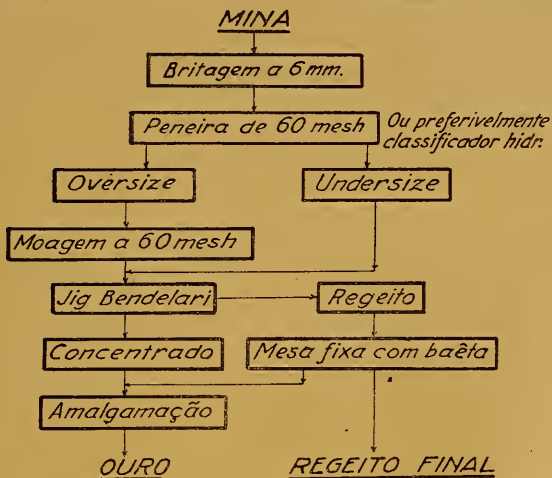 MINA
Britagem a 6 mm.
Peneira de 60 mesh
Ou preferivelmente
classificador hidr.
Oversize
Undersize
Moagem a 60 mesh
Jig Bendelari
Regeito
Concentrado
Mesa fixa com baêta
Amalgamação
OURO
REGEITO FINAL